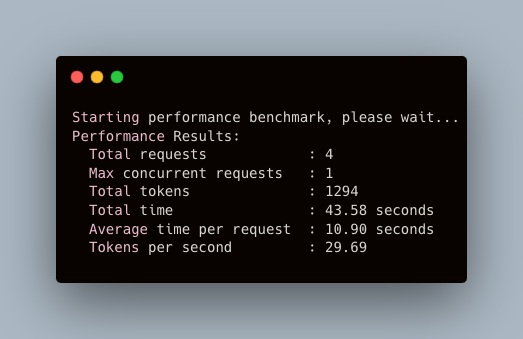 Starting performance benchmark, please wait...
Performance Results:
  Total requests            : 4
  Max concurrent requests   : 1
  Total tokens              : 1294
  Total time                : 43.58 seconds
  Average time per request  : 10.90 seconds
  Tokens per second         : 29.69